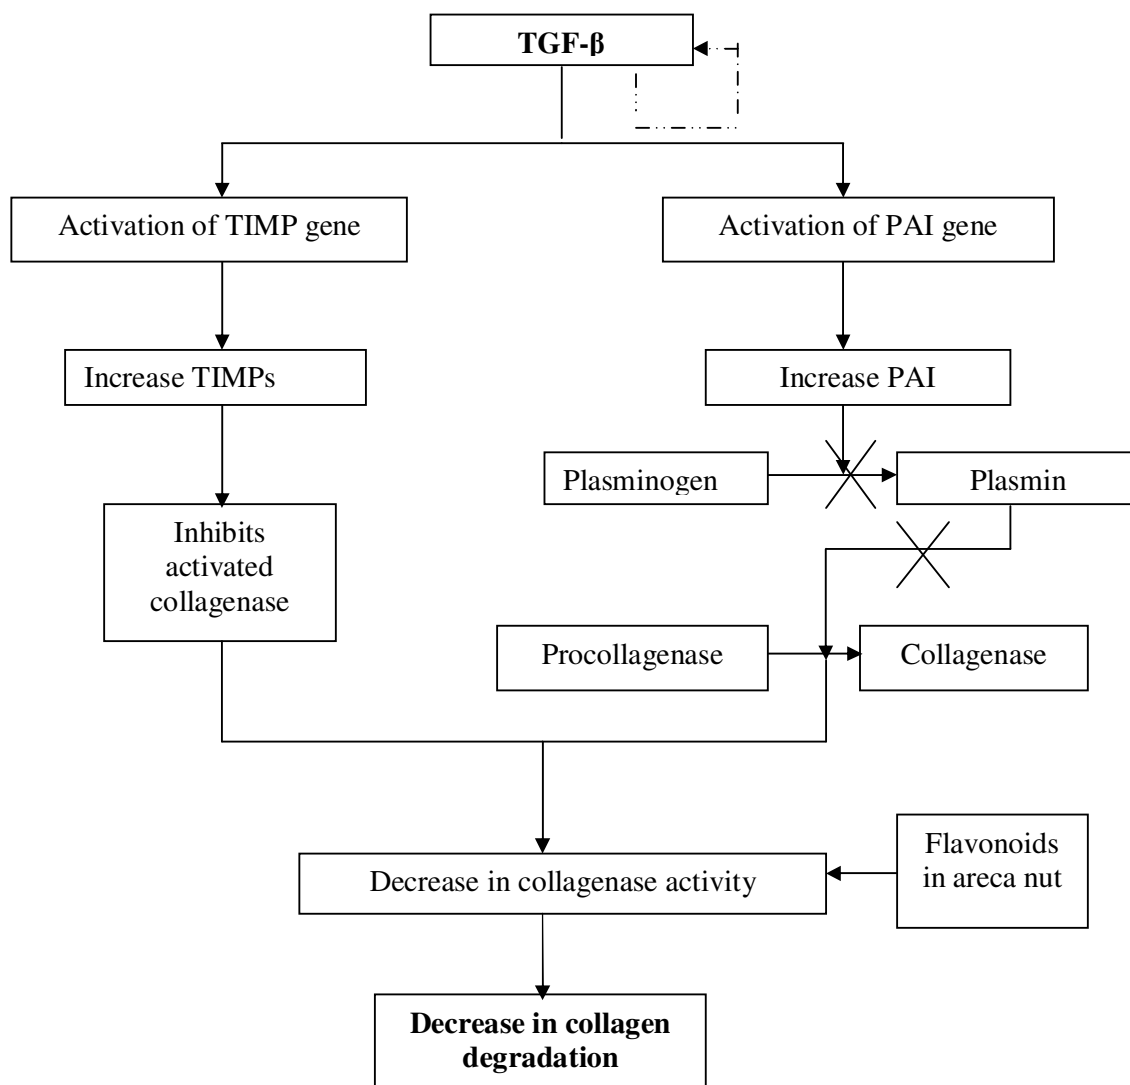 TGF-β
Activation of TIMP gene
Activation of PAI gene
Increase TIMPs
Increase PAI
Plasminogen
Plasmin
Inhibits
activated
collagenase
Procollagenase
Collagenase
Flavonoids
in areca nut
Decrease in collagenase activity
Decrease in collagen
degradation